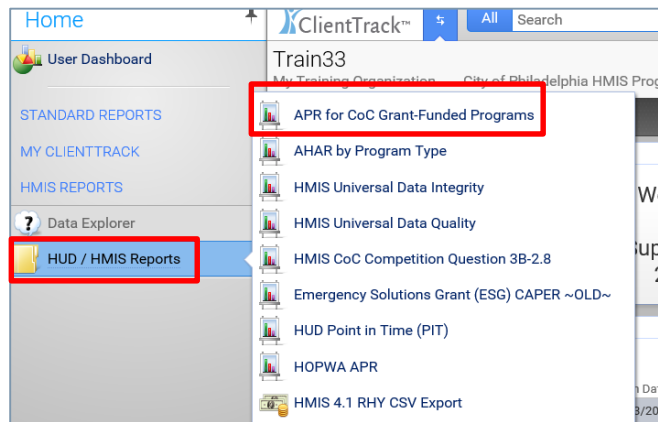 Home
ClientTrack™
All
Search
User Dashboard
Train33
My Training Organization
City of Philadelphia HMIS Prog
STANDARD REPORTS
MY CLIENTTRACK
HMIS REPORTS
Data Explorer
HUD / HMIS Reports
APR for CoC Grant-Funded Programs
AHAR by Program Type
HMIS Universal Data Integrity
HMIS Universal Data Quality
HMIS CoC Competition Question 3B-2.8
Emergency Solutions Grant (ESG) CAPER ~OLD~
HUD Point in Time (PIT)
HOPWA APR
HMIS 4.1 RHY CSV Export